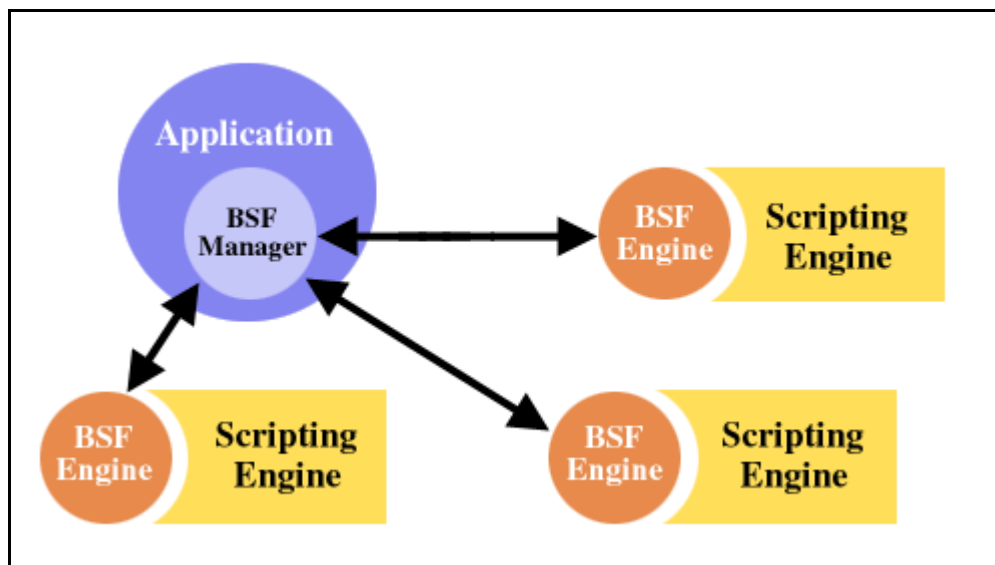 Application
BSF
Manager
BSF
Engine
Scripting
Engine
BSF
Engine
Scripting
Engine
BSF
Engine
Scripting
Engine